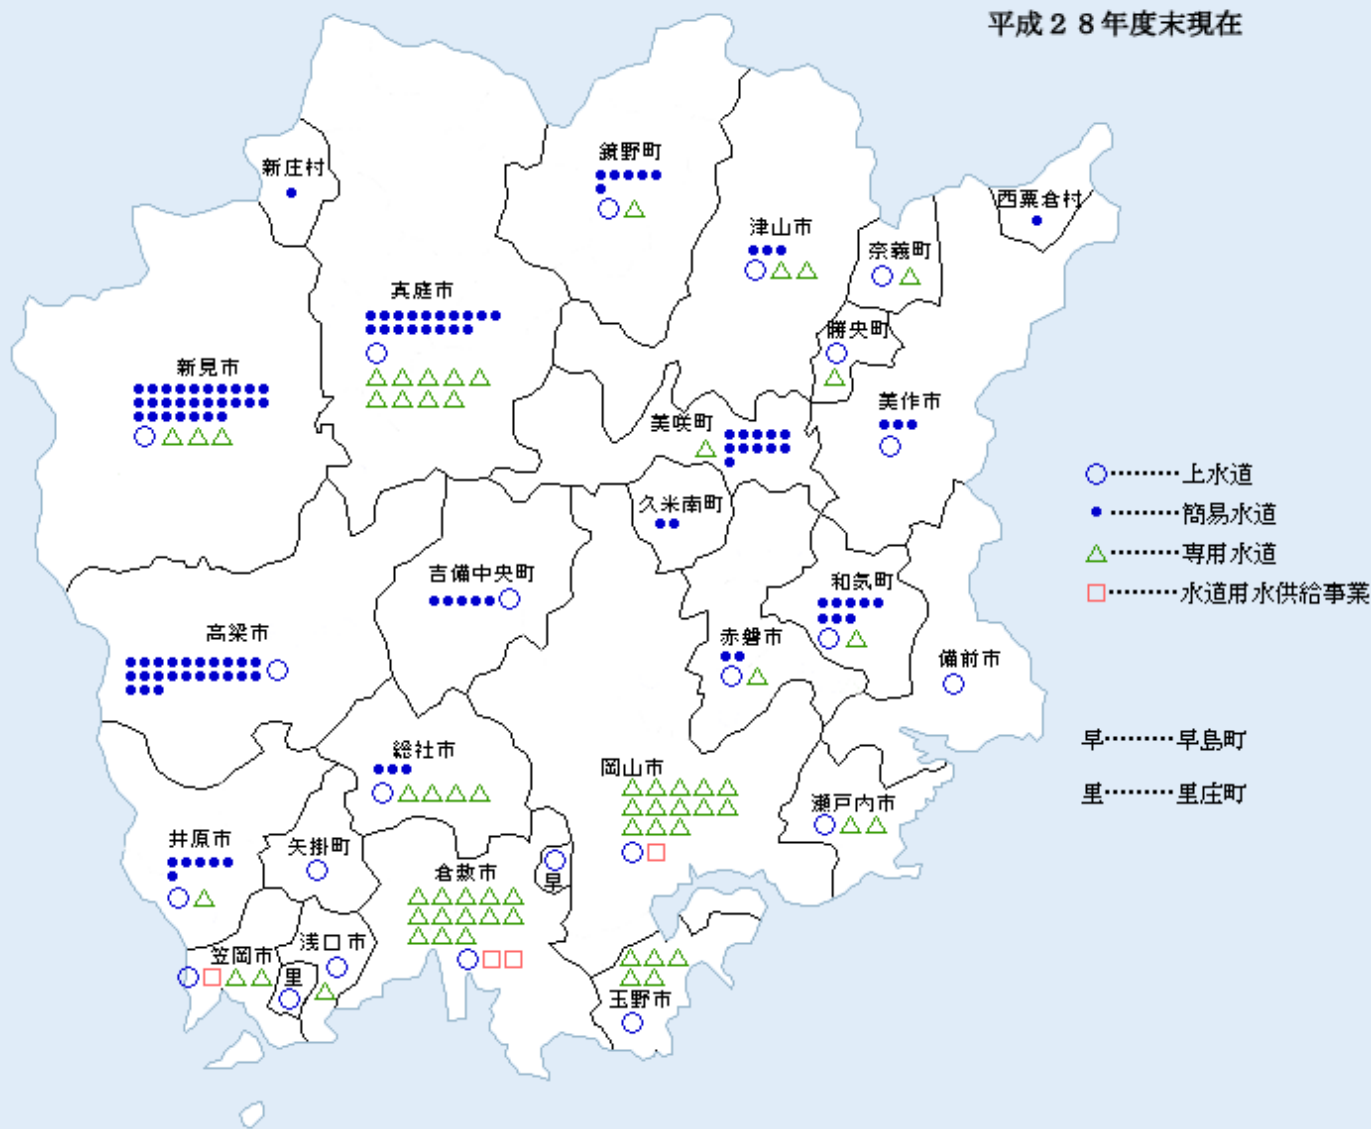 平成２８年度末現在
新庄村
鏡野町
西粟倉村
津山市
奈義町
真庭市
勝央町
新見市
美作市
美咲町
○………上水道
久米南町
●………簡易水道
△………専用水道
吉備中央町
和気町
□………水道用水供給事業
高梁市
赤磐市
備前市
早………早島町
総社市
岡山市
里………里庄町
瀬戸内市
井原市
矢掛町
倉敷市
早
浅口市
笠岡市
里
玉野市